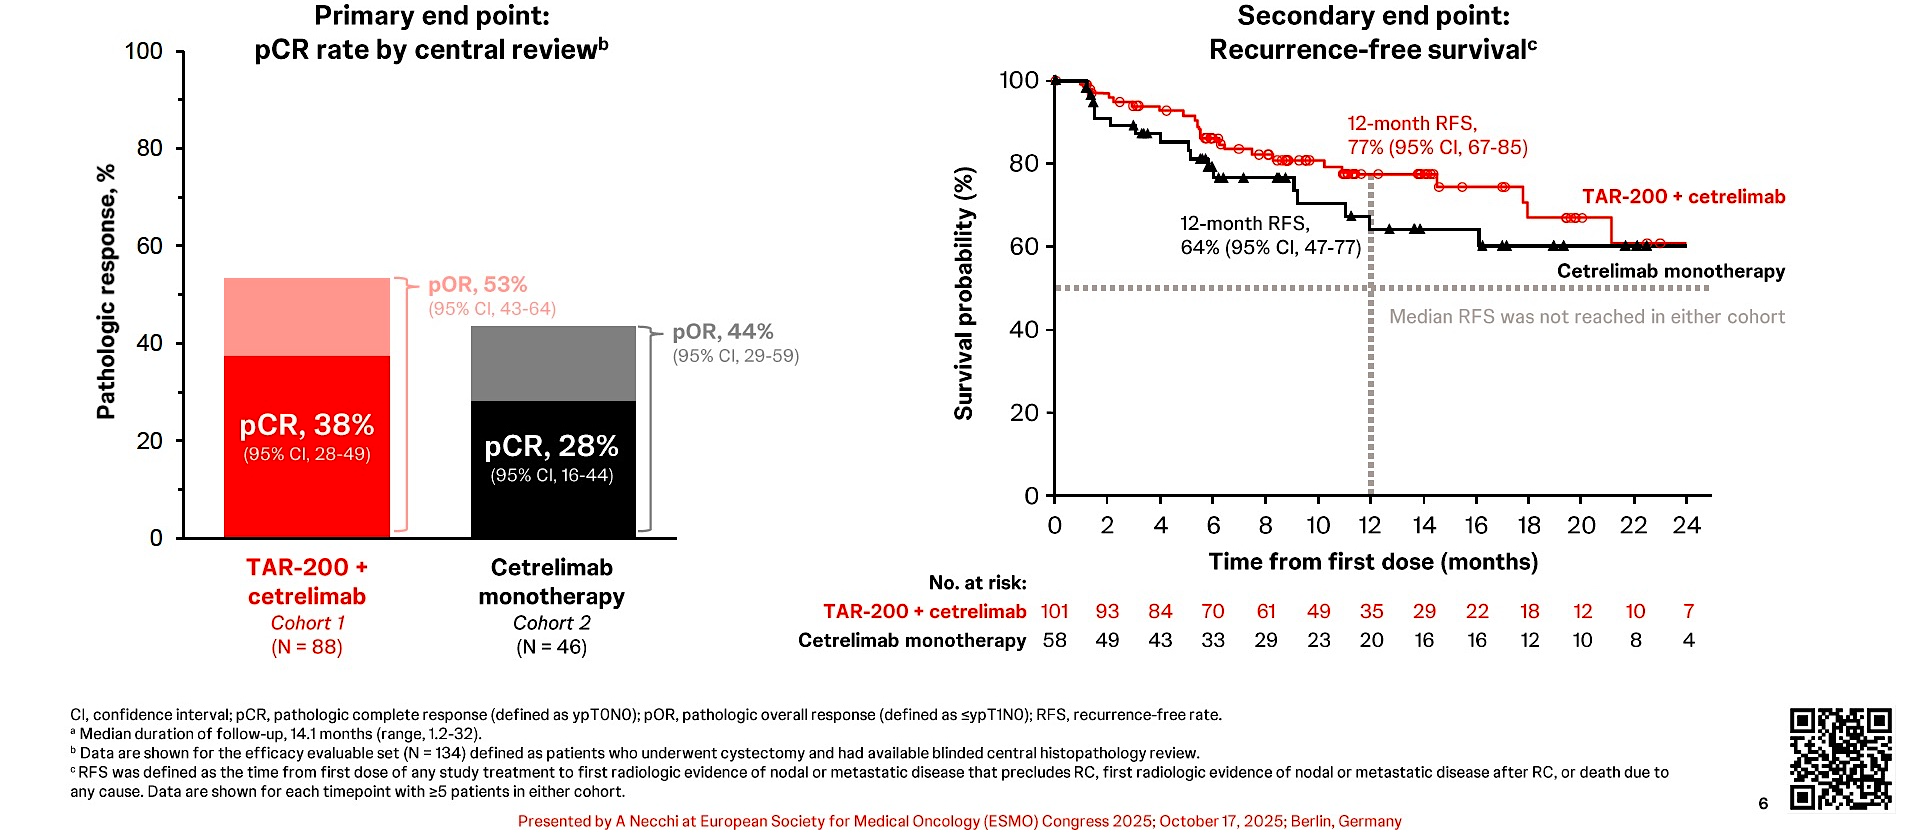 Primary end point:
pCR rate by central reviewᵇ
100
80
60
40
20
0
Pathologic response, %
pOR, 53%
(95% CI, 43-64)
pCR, 38%
(95% CI, 28-49)
pOR, 44%
(95% CI, 29-59)
pCR, 28%
(95% CI, 16-44)
TAR-200 +
cetrelimab
Cohort 1
(N = 88)
Cetrelimab
monotherapy
Cohort 2
(N = 46)
Secondary end point:
Recurrence-free survivalᶜ
100
80
60
40
20
0
Survival probability (%)
12-month RFS,
77% (95% CI, 67-85)
TAR-200 + cetrelimab
12-month RFS,
64% (95% CI, 47-77)
Cetrelimab monotherapy
Median RFS was not reached in either cohort
0 2 4 6 8 10 12 14 16 18 20 22 24
Time from first dose (months)
No. at risk:
TAR-200 + cetrelimab 101 93 84 70 61 49 35 29 22 18 12 10 7
Cetrelimab monotherapy 58 49 43 33 29 23 20 16 16 12 10 8 4
CI, confidence interval; pCR, pathologic complete response (defined as ypT0N0); pOR, pathologic overall response (defined as ≤ypT1N0); RFS, recurrence-free rate.
ᵃ Median duration of follow-up, 14.1 months (range, 1.2-32).
ᵇ Data are shown for the efficacy evaluable set (N = 134) defined as patients who underwent cystectomy and had available blinded central histopathology review.
ᶜ RFS was defined as the time from first dose of any study treatment to first radiologic evidence of nodal or metastatic disease that precludes RC, first radiologic evidence of nodal or metastatic disease after RC, or death due to
any cause. Data are shown for each timepoint with ≥5 patients in either cohort.
6
Presented by A Necchi at European Society for Medical Oncology (ESMO) Congress 2025; October 17, 2025; Berlin, Germany